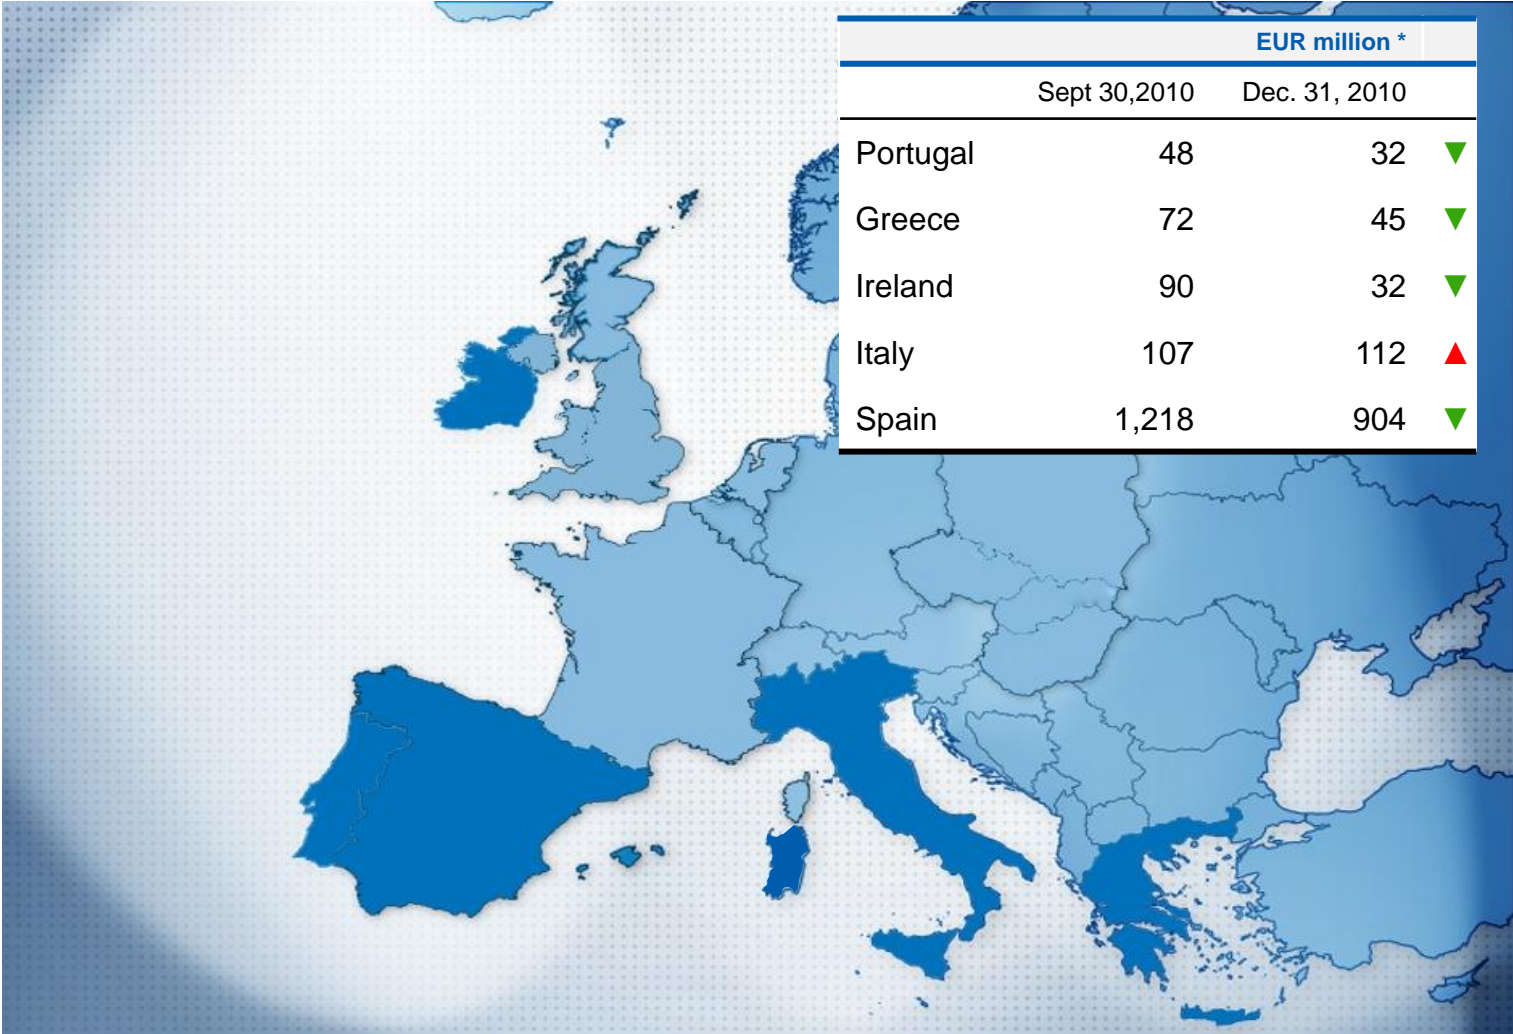 EUR million *
Sept 30,2010 Dec. 31, 2010
Portugal 48 32 ▼
Greece 72 45 ▼
Ireland 90 32 ▼
Italy 107 112 ▲
Spain 1,218 904 ▼